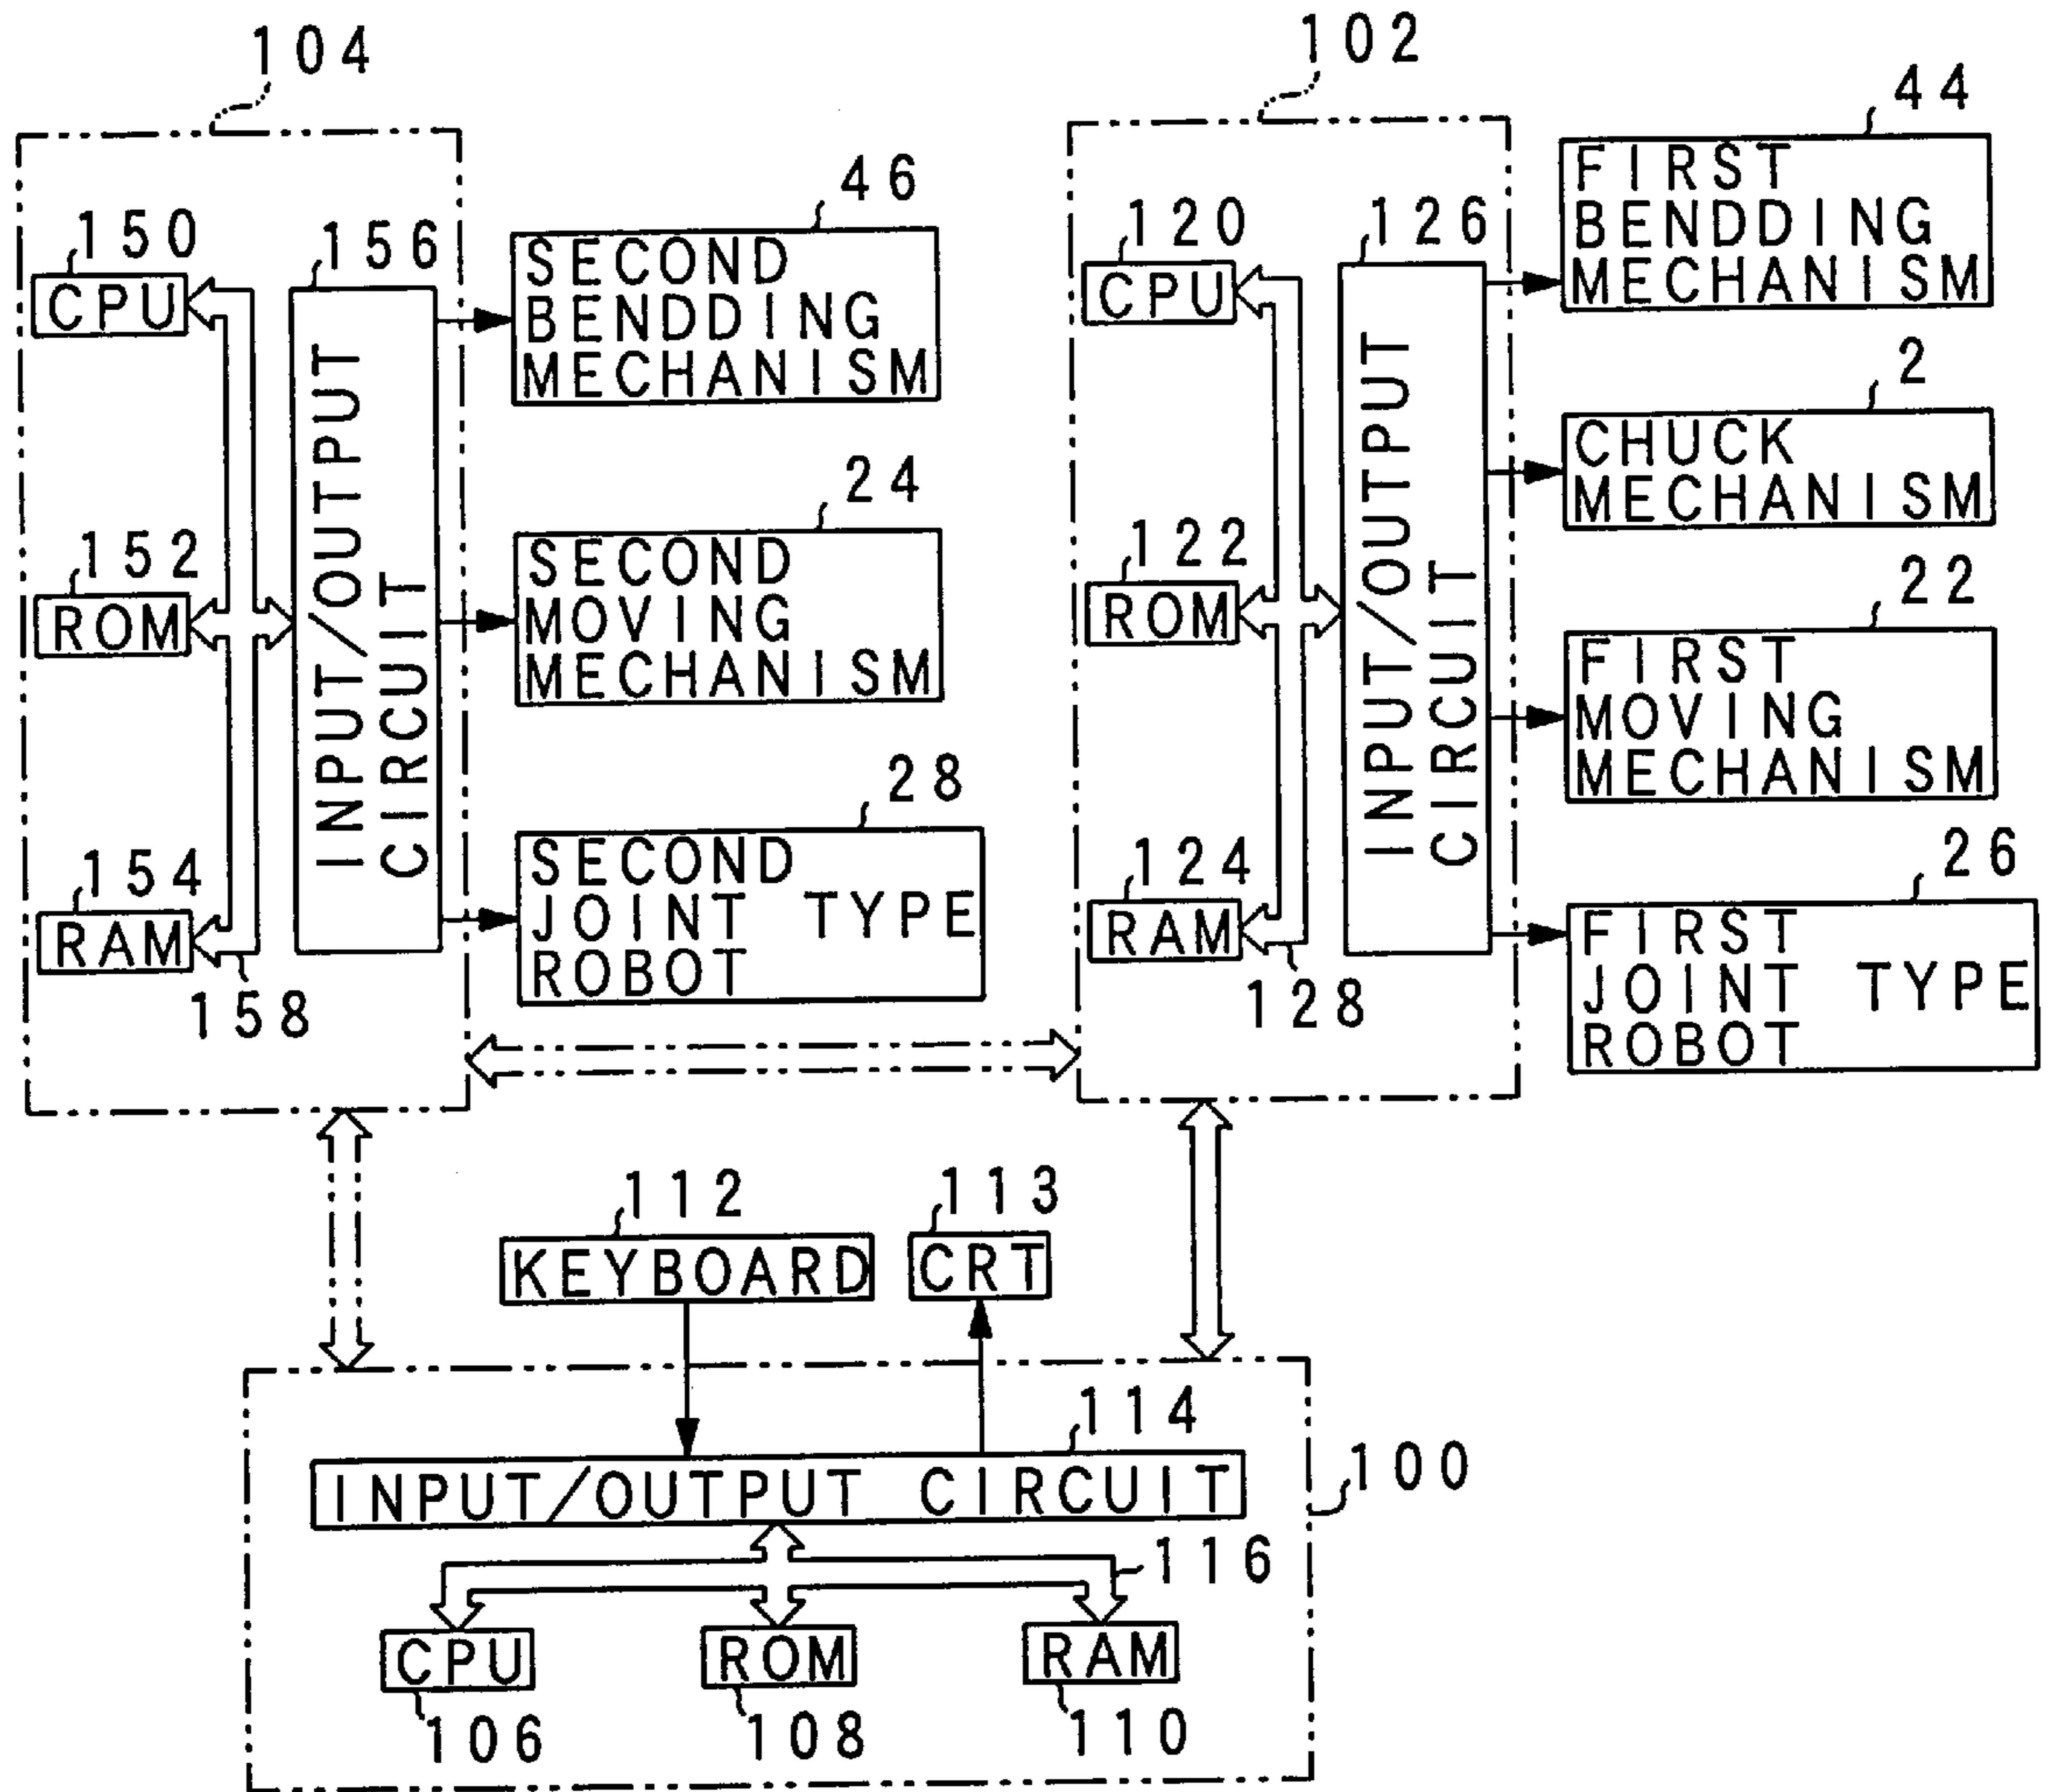 104
150
CPU
156
INPUT/OUTPUT
CIRCUIT
152
ROM
154
RAM
158
46
SECOND
BENDDING
MECHANISM
24
SECOND
MOVING
MECHANISM
28
SECOND
JOINT TYPE
ROBOT
102
120
CPU
126
INPUT/OUTPUT
CIRCUIT
122
ROM
124
RAM
128
44
FIRST
BENDDING
MECHANISM
2
CHUCK
MECHANISM
22
FIRST
MOVING
MECHANISM
26
FIRST
JOINT TYPE
ROBOT
112
KEYBOARD
113
CRT
114
INPUT/OUTPUT CIRCUIT
100
116
CPU
ROM
RAM
106
108
110